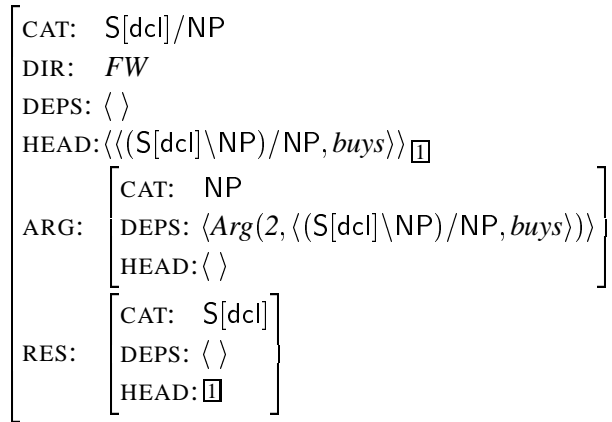 CAT: S[dcl]/NP
DIR: FW
DEPS: ⟨ ⟩
HEAD: ⟨⟨(S[dcl]\NP)/NP, buys⟩⟩ 1
CAT: NP
ARG: DEPS: ⟨Arg(2, ⟨(S[dcl]\NP)/NP, buys⟩)⟩
HEAD: ⟨ ⟩
CAT: S[dcl]
RES: DEPS: ⟨ ⟩
HEAD: 1